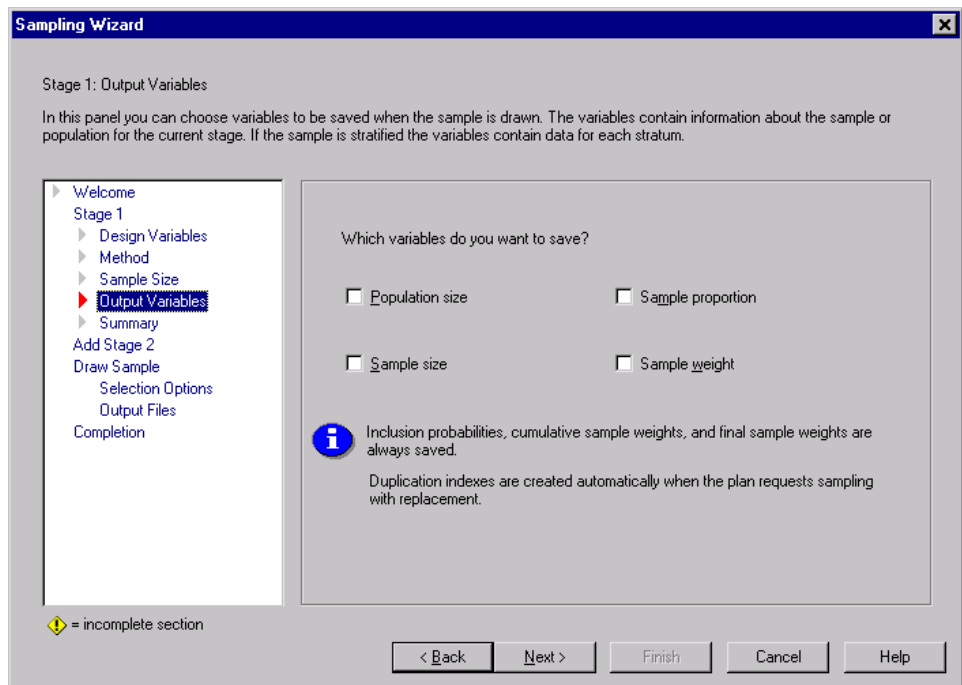 Sampling Wizard
Stage 1: Output Variables
In this panel you can choose variables to be saved when the sample is drawn. The variables contain information about the sample or
population for the current stage. If the sample is stratified the variables contain data for each stratum.
Welcome
Stage 1
Design Variables
Method
Sample Size
Output Variables
Summary
Add Stage 2
Draw Sample
Selection Options
Output Files
Completion
Which variables do you want to save?
Population size
Sample proportion
Sample size
Sample weight
Inclusion probabilities, cumulative sample weights, and final sample weights are
always saved.
Duplication indexes are created automatically when the plan requests sampling
with replacement.
= incomplete section
< Back
Next >
Finish
Cancel
Help